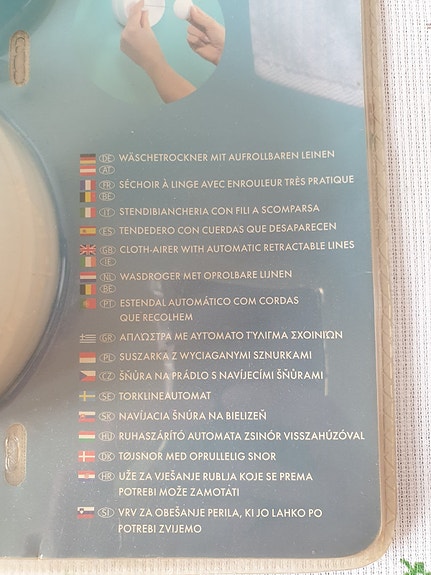 DE WÄSCHETROCKNER MIT AUFROLLBAREN LEINEN
AT
FR SÉCHOIR À LINGE AVEC ENROULEUR TRÈS PRATIQUE
BE
IT STENDIBIANCHERIA CON FILI A SCOMPARSA
ES TENDEDERO CON CUERDAS QUE DESAPARECEN
GB CLOTH-AIRER WITH AUTOMATIC RETRACTABLE LINES
IE
NL WASDROGER MET OPROLBARE LIJNEN
BE
PT ESTENDAL AUTOMÁTICO COM CORDAS
QUE RECOLHEM
GR ΑΠΛΏΣΤΡΑ ΜΕ ΑΥΤΌΜΑΤΟ ΤΎΛΙΓΜΑ ΣΧΟΙΝΙΏΝ
PL SUSZARKA Z WYCIĄGANYMI SZNURKAMI
CZ ŠŇŮRA NA PRÁDLO S NAVÍJECÍMI ŠŇŮRAMI
SE TORKLINEAUTOMAT
SK NAVÍJACIA ŠNÚRA NA BIELIZEŇ
HU RUHASZÁRÍTÓ AUTOMATA ZSINÓR VISSZAHÚZÓVAL
DK TØJSNOR MED OPRULLELIG SNOR
HR UŽE ZA VJEŠANJE RUBLJA KOJE SE PREMA
POTREBI MOŽE ZAMOTATI
SI VRV ZA OBEŠANJE PERILA, KI JO LAHKO PO
POTREBI ZVIJEMO